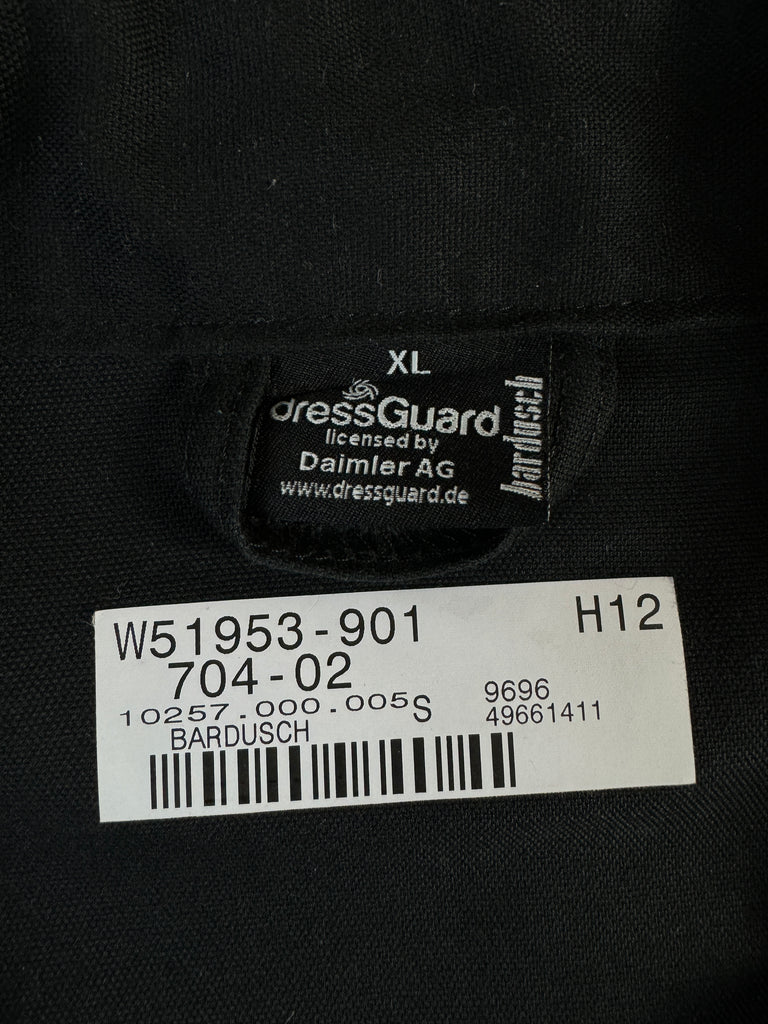 XL
dressGuard
licensed by
Daimler AG
www.dressguard.de
bardusch
W51953-901 H12
704-02
10257.000.005 S 9696
BARDUSCH 49661411